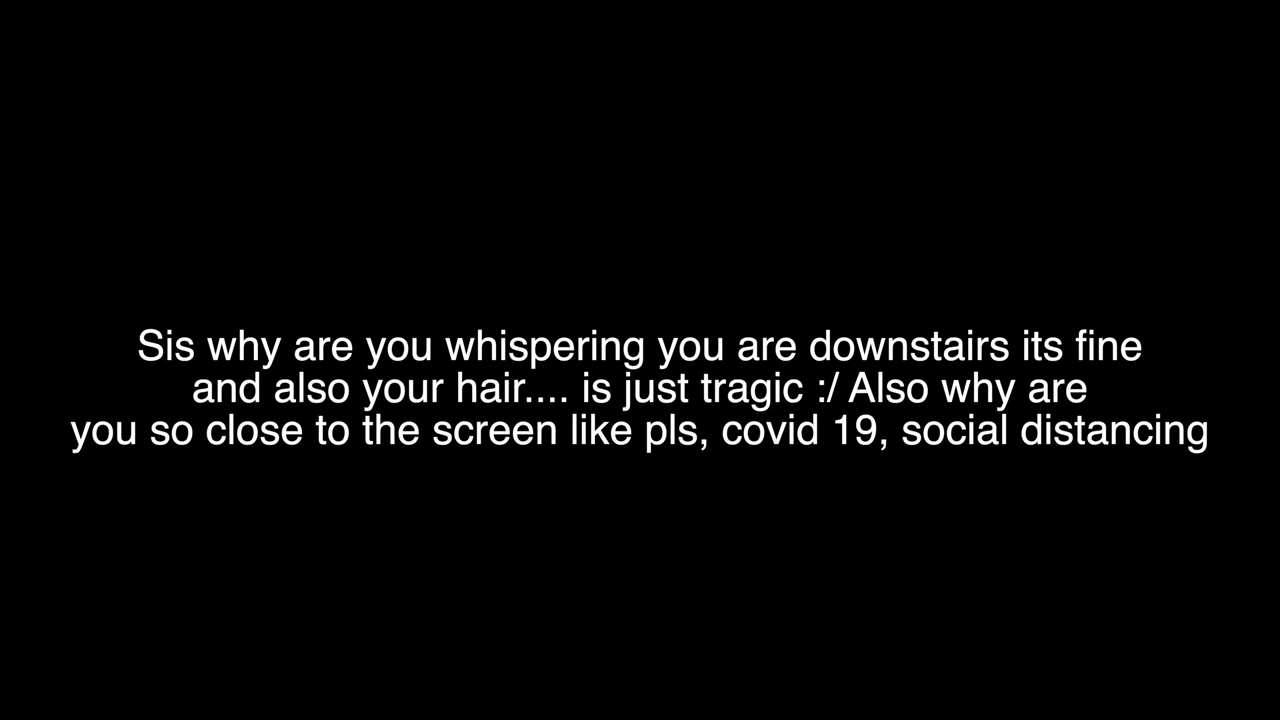 Sis why are you whispering you are downstairs its fine
and also your hair.... is just tragic :/ Also why are
you so close to the screen like pls, covid 19, social distancing